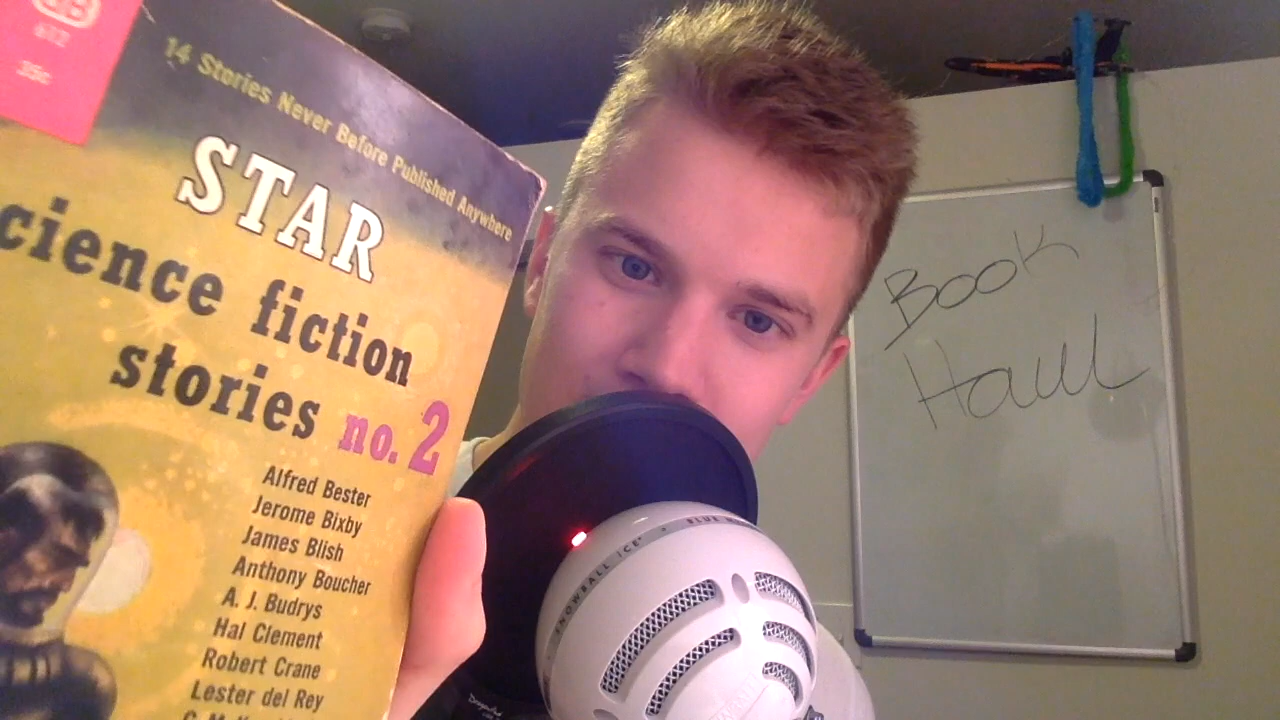 35c
14 Stories Never Before Published Anywhere
STAR
cience fiction
stories no. 2
Alfred Bester
Jerome Bixby
James Blish
Anthony Boucher
A. J. Budrys
Hal Clement
Robert Crane
Lester del Rey
Book
Haul
SNOWBALL iCE • BLUE